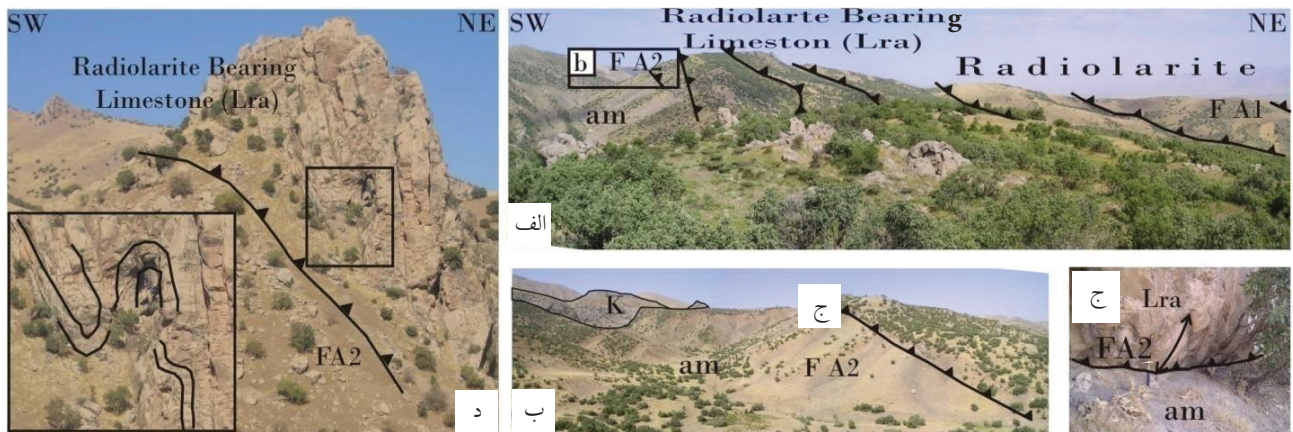 SW
NE
Radiolarite Bearing
Limestone (Lra)
FA2
د
SW
NE
Radiolarte Bearing
Limeston (Lra)
Radiolarite
b
F A2
am
F A1
الف
K
ج
am
F A2
ب
ج
Lra
FA2
am